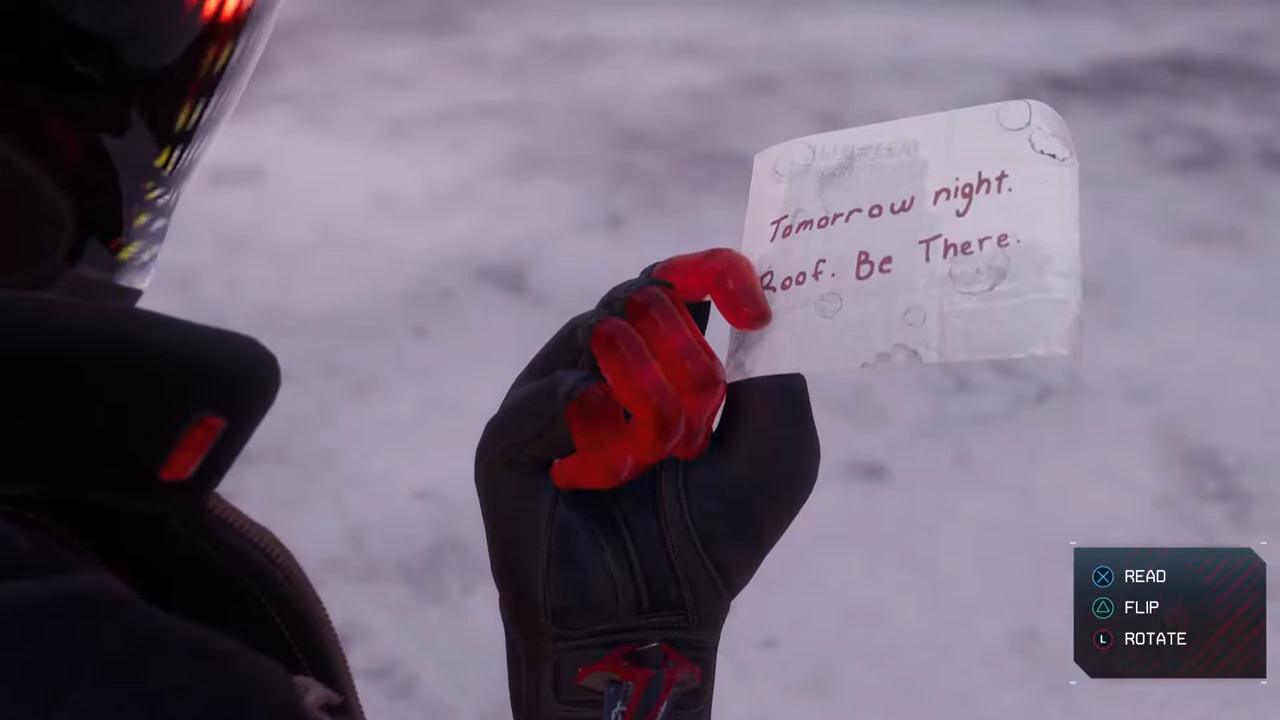 Tomorrow night.
Roof. Be There.
READ
FLIP
L ROTATE